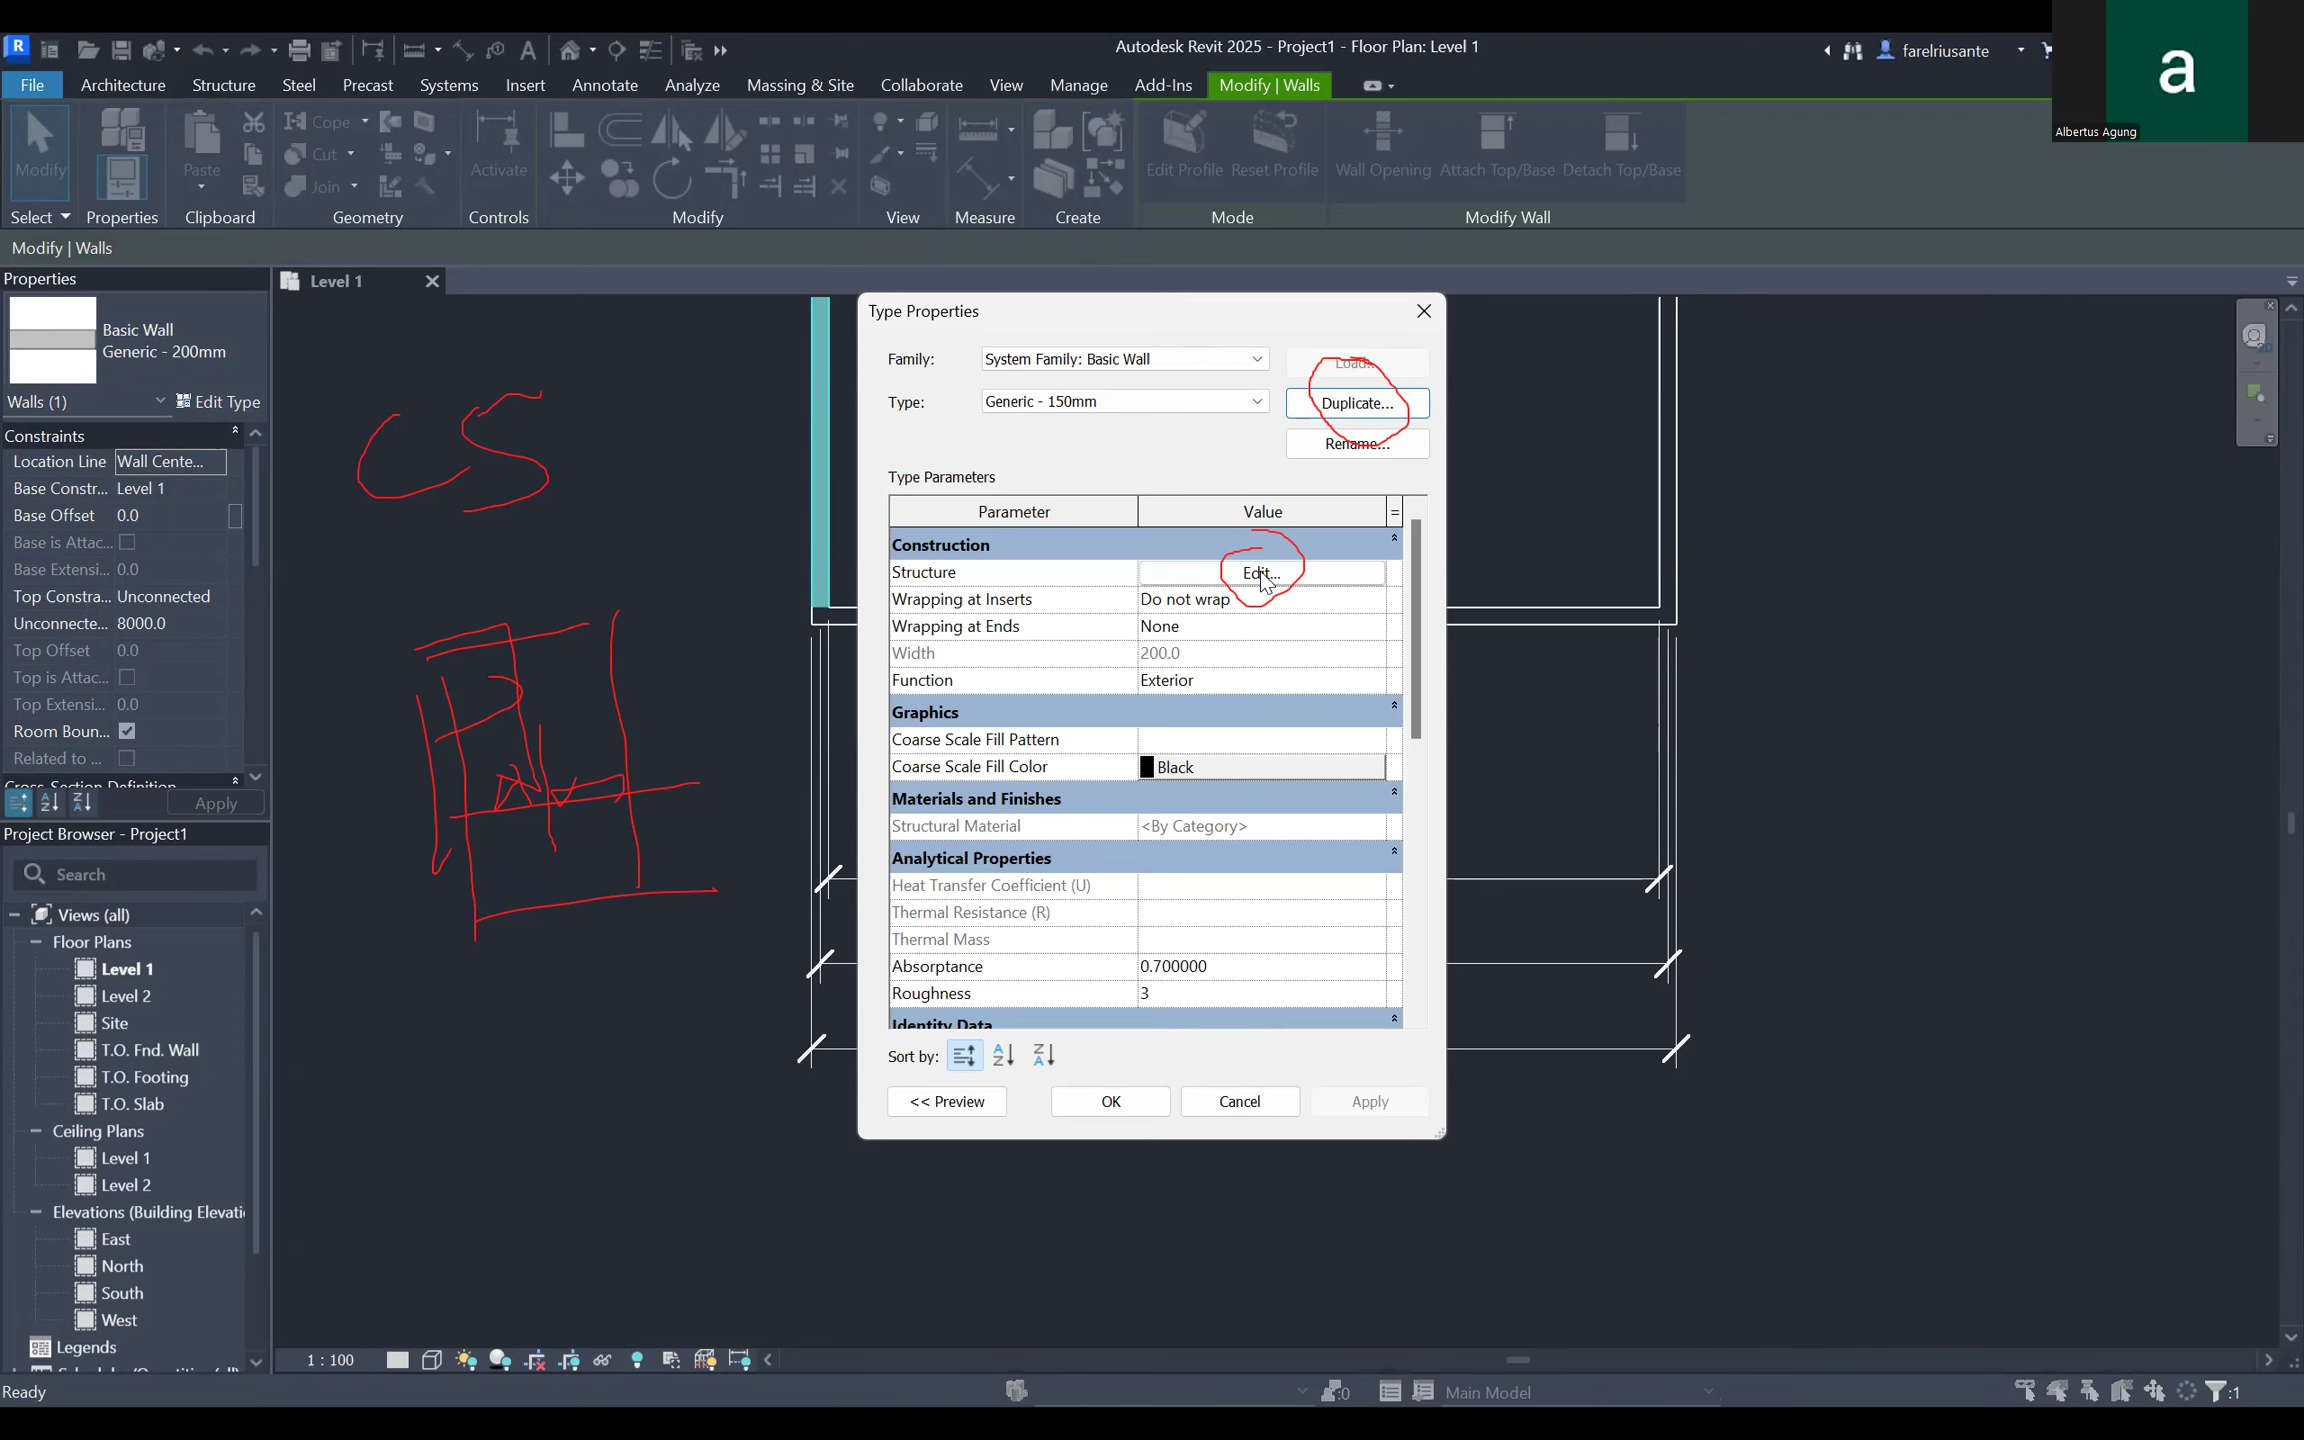 Autodesk Revit 2025 - Project1 - Floor Plan: Level 1
farelriusante
a
Albertus Agung
File Architecture Structure Steel Precast Systems Insert Annotate Analyze Massing & Site Collaborate View Manage Add-Ins Modify | Walls
Modify
Paste
Cope
Cut
Join
Activate
Edit Profile Reset Profile Wall Opening Attach Top/Base Detach Top/Base
Select Properties Clipboard Geometry Controls Modify View Measure Create Mode Modify Wall
Modify | Walls
Properties
Level 1
Basic Wall
Generic - 200mm
Walls (1) Edit Type
Constraints
Location Line Wall Cente...
Base Constr... Level 1
Base Offset 0.0
Base is Attac...
Base Extensi... 0.0
Top Constra... Unconnected
Unconnecte... 8000.0
Top Offset 0.0
Top is Attac...
Top Extensi... 0.0
Room Boun...
Related to ...
Cross-Section Definition
Apply
Project Browser - Project1
Search
Views (all)
Floor Plans
Level 1
Level 2
Site
T.O. Fnd. Wall
T.O. Footing
T.O. Slab
Ceiling Plans
Level 1
Level 2
Elevations (Building Elevati
East
North
South
West
Legends
CS
Type Properties
Family: System Family: Basic Wall Load...
Type: Generic - 150mm Duplicate...
Rename...
Type Parameters
Parameter Value =
Construction
Structure Edit...
Wrapping at Inserts Do not wrap
Wrapping at Ends None
Width 200.0
Function Exterior
Graphics
Coarse Scale Fill Pattern
Coarse Scale Fill Color Black
Materials and Finishes
Structural Material <By Category>
Analytical Properties
Heat Transfer Coefficient (U)
Thermal Resistance (R)
Thermal Mass
Absorptance 0.700000
Roughness 3
Identity Data
Sort by:
<< Preview OK Cancel Apply
1 : 100
Ready
:0
Main Model
:1